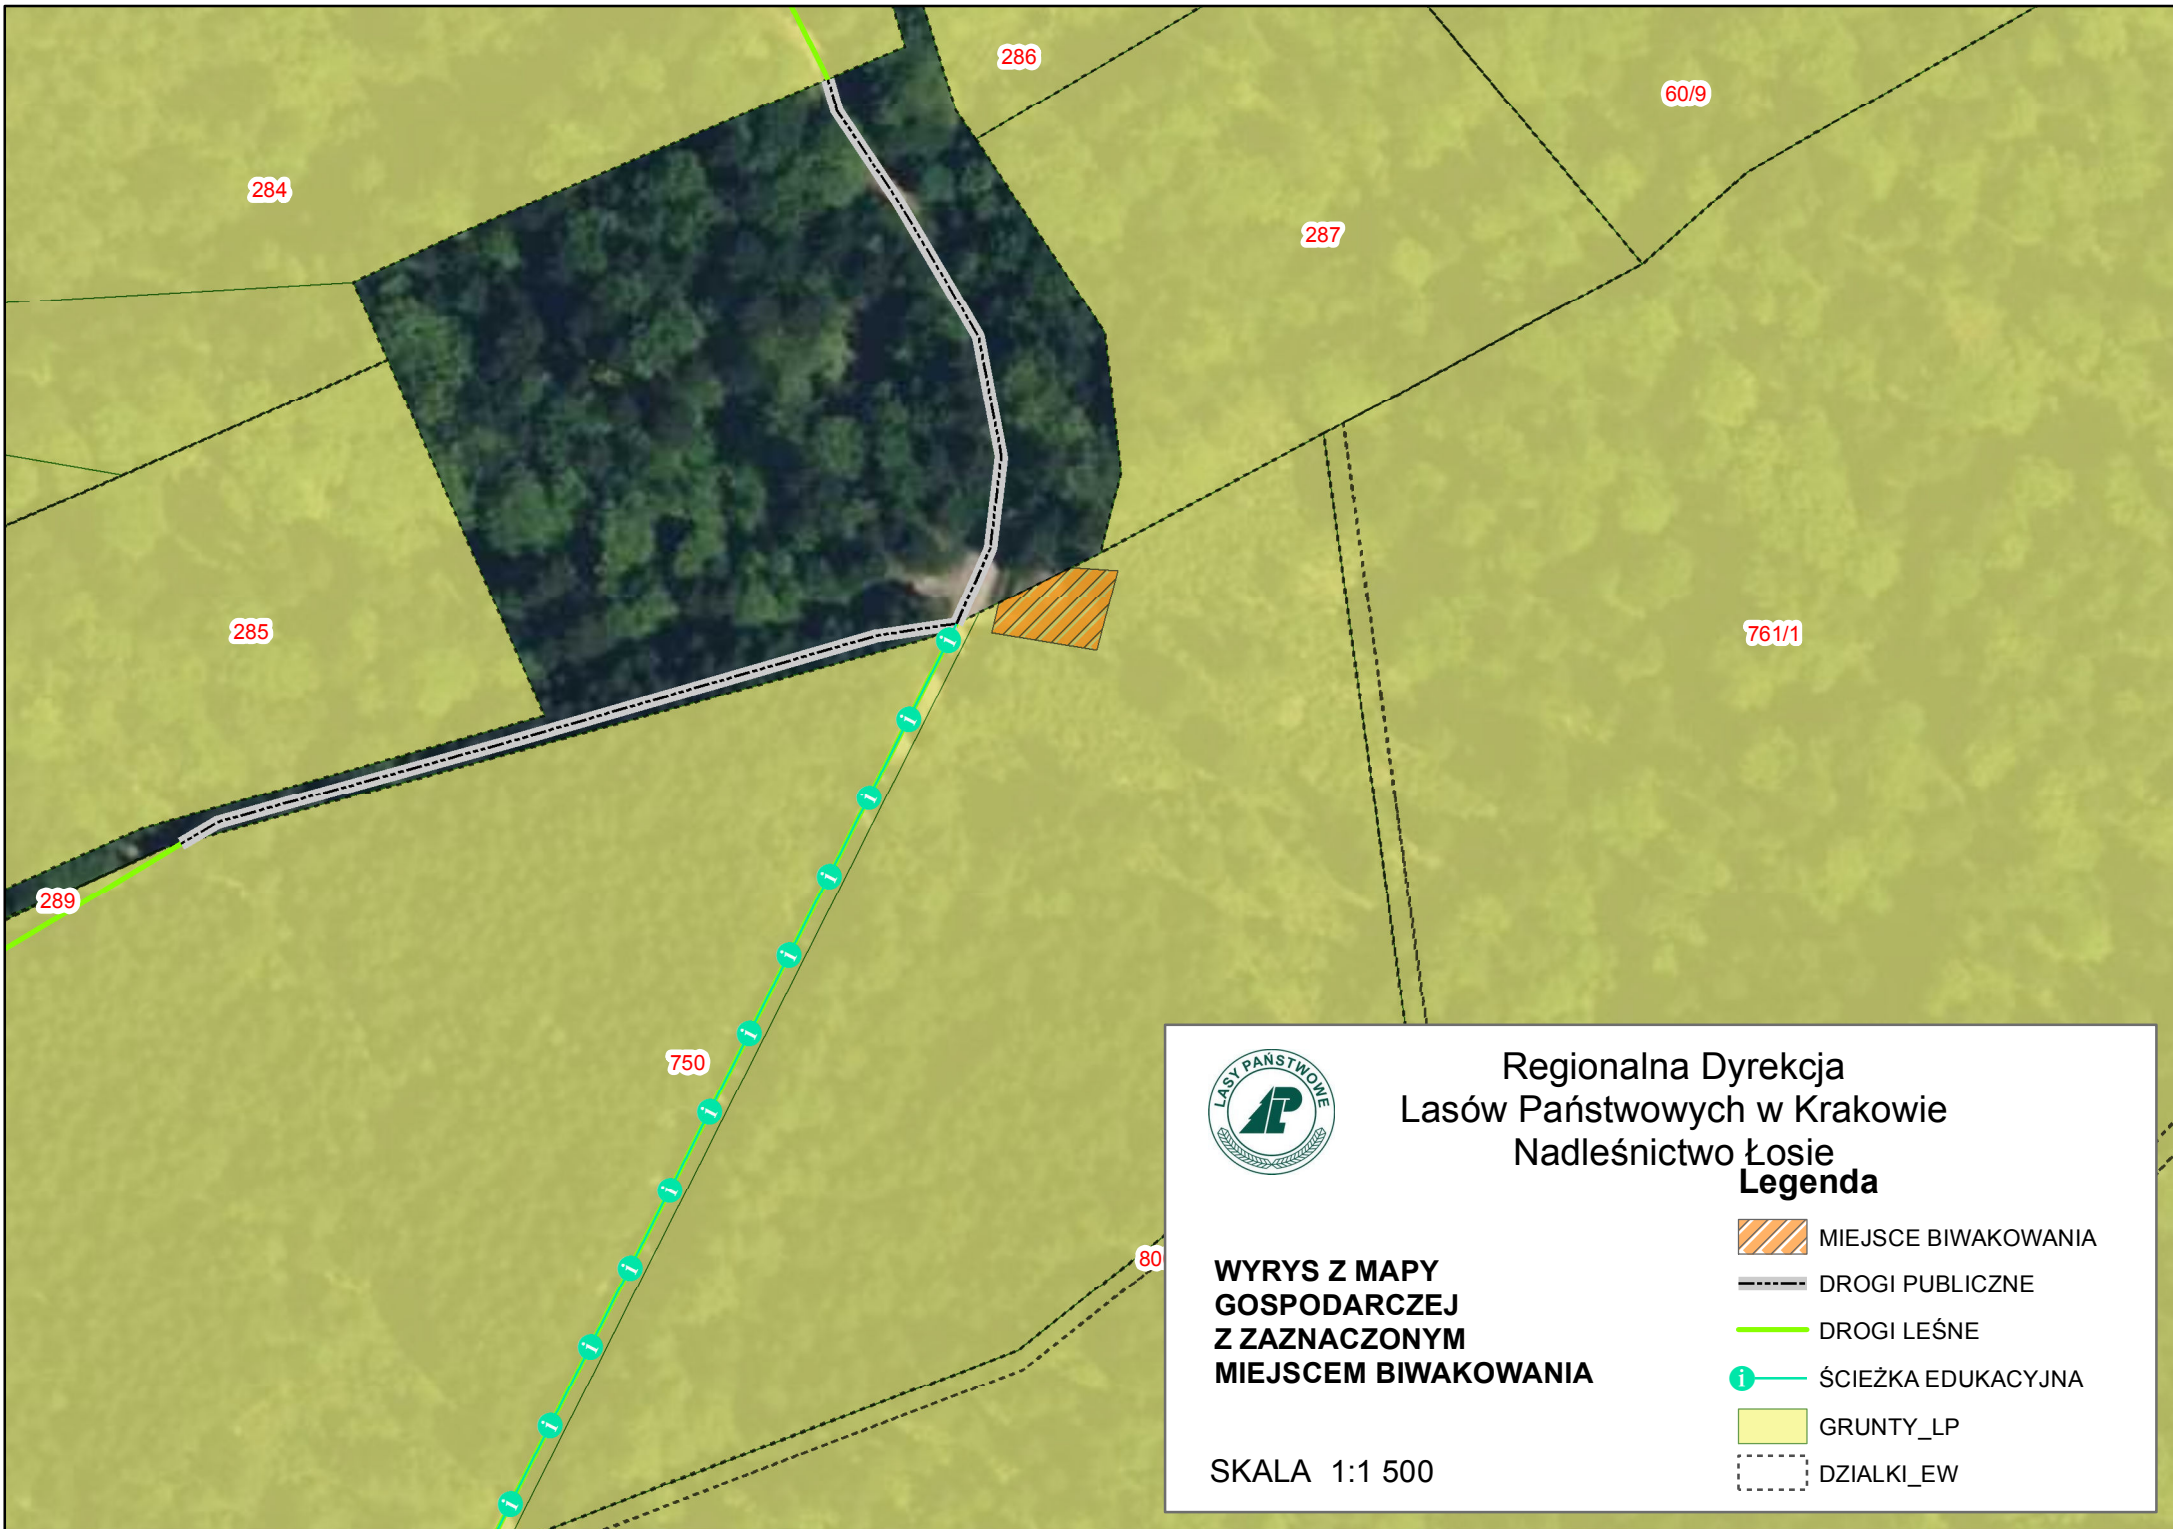 286
60/9
284
287
285
761/1
289
750
80
LASY PAŃSTWOWE
Regionalna Dyrekcja
Lasów Państwowych w Krakowie
Nadleśnictwo Łosie
Legenda
MIEJSCE BIWAKOWANIA
DROGI PUBLICZNE
DROGI LEŚNE
i ŚCIEŻKA EDUKACYJNA
GRUNTY_LP
DZIALKI_EW
WYRYS Z MAPY
GOSPODARCZEJ
Z ZAZNACZONYM
MIEJSCEM BIWAKOWANIA
SKALA 1:1 500